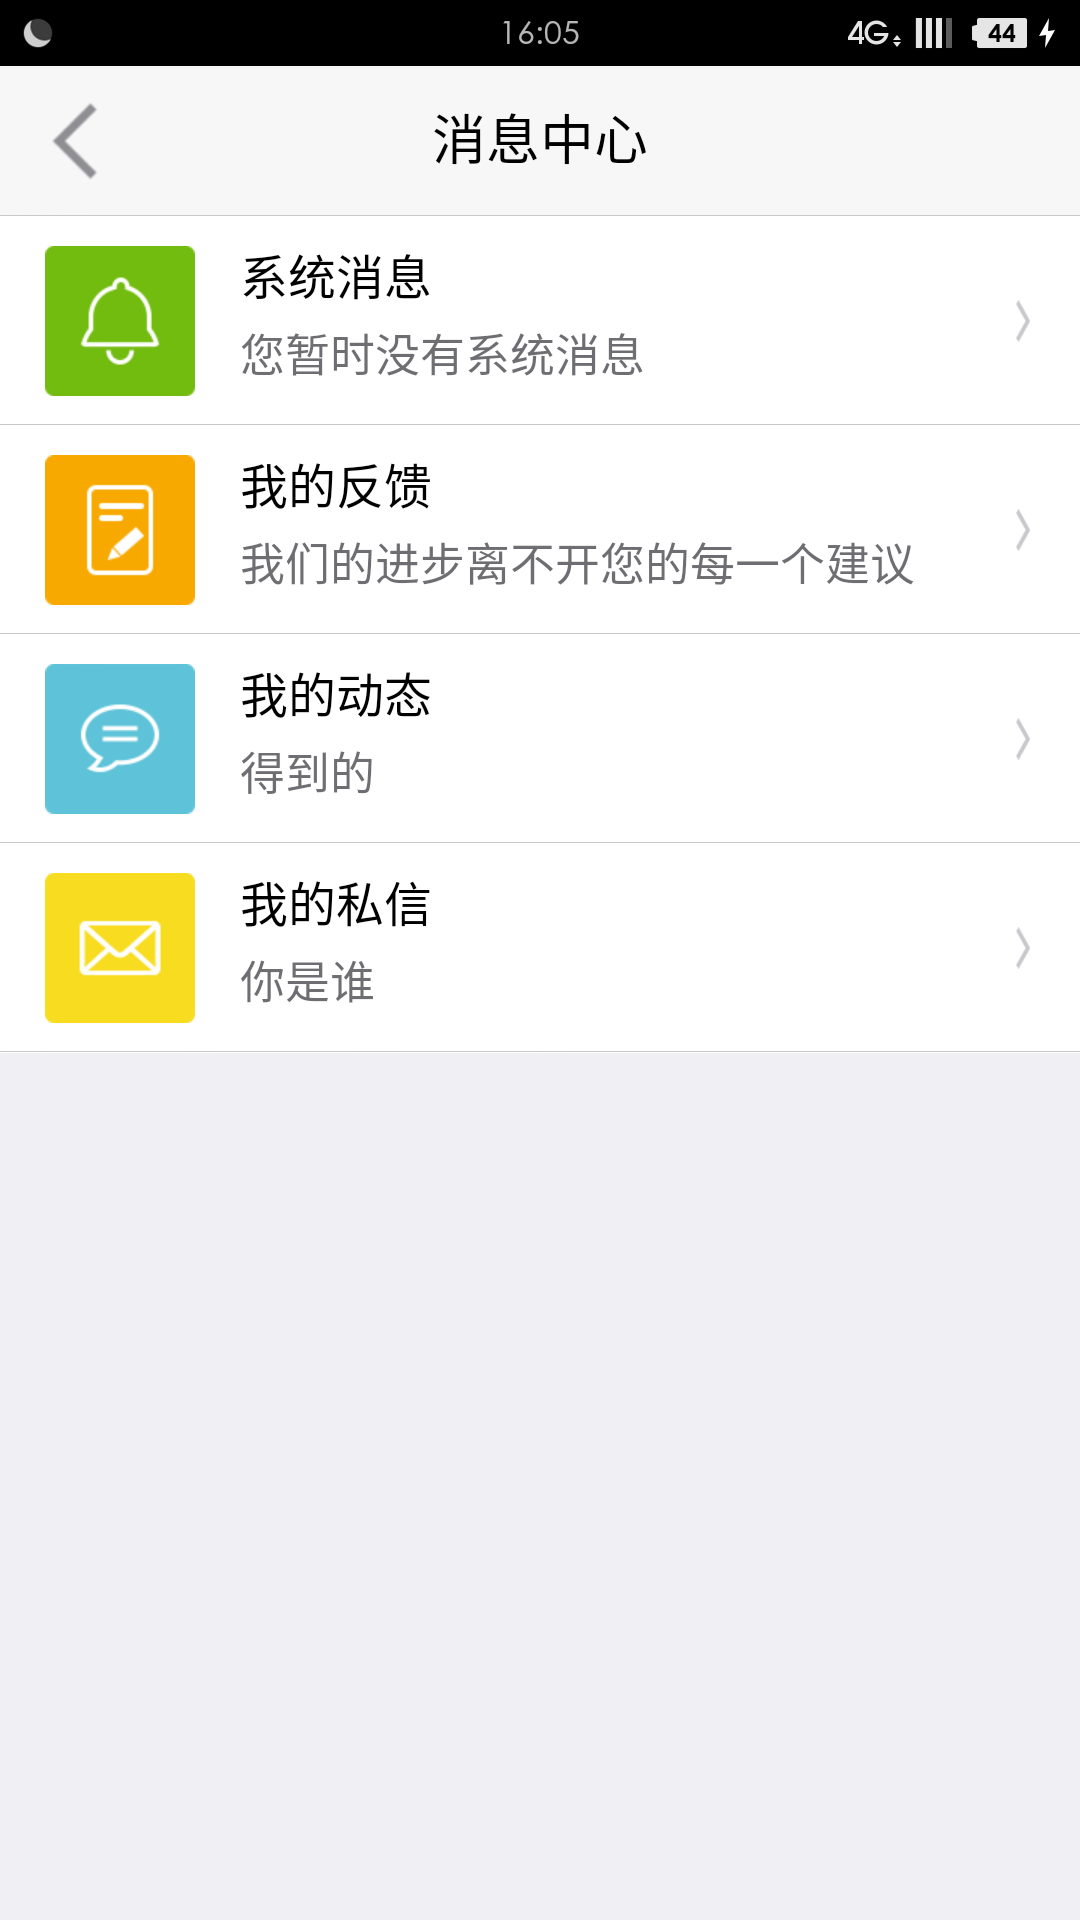 16:05
4G 44
消息中心
系统消息
您暂时没有系统消息
我的反馈
我们的进步离不开您的每一个建议
我的动态
得到的
我的私信
你是谁